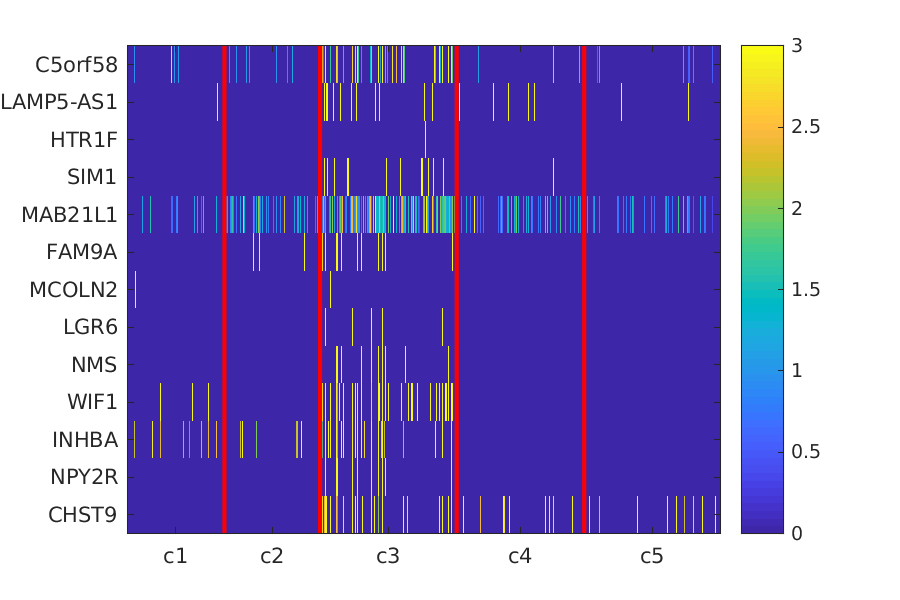 C5orf58
LAMP5-AS1
HTR1F
SIM1
MAB21L1
FAM9A
MCOLN2
LGR6
NMS
WIF1
INHBA
NPY2R
CHST9
c1 c2 c3 c4 c5
3
2.5
2
1.5
1
0.5
0